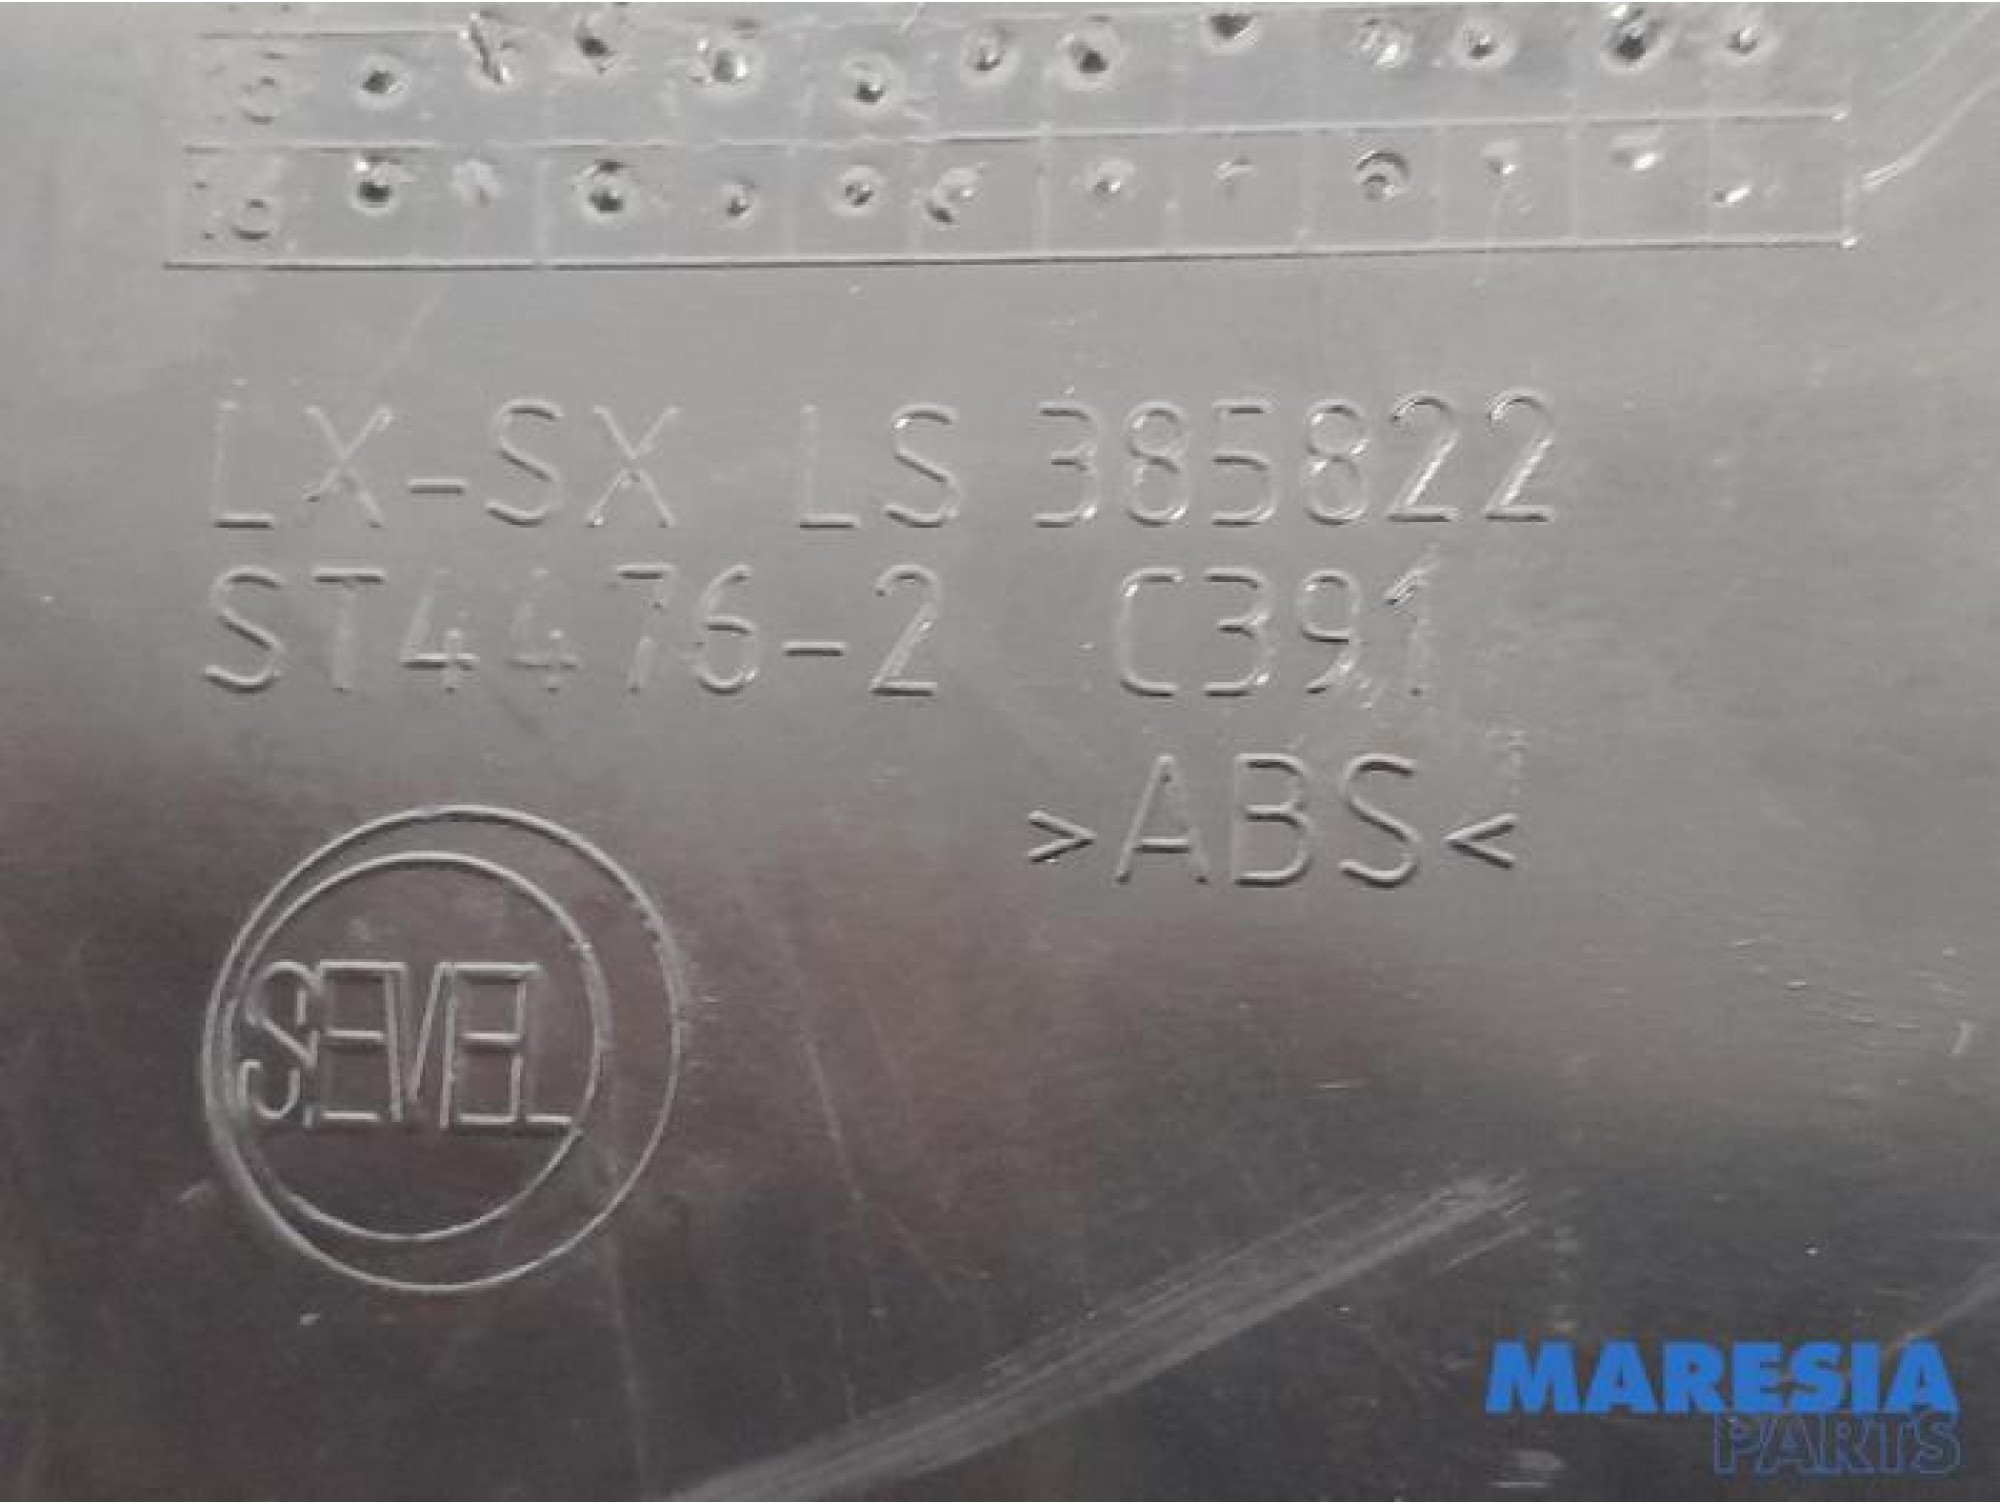 LX-SX LS 385822
ST4476-2 C391
>ABS<
SEVEL
MARESIA
PARTS